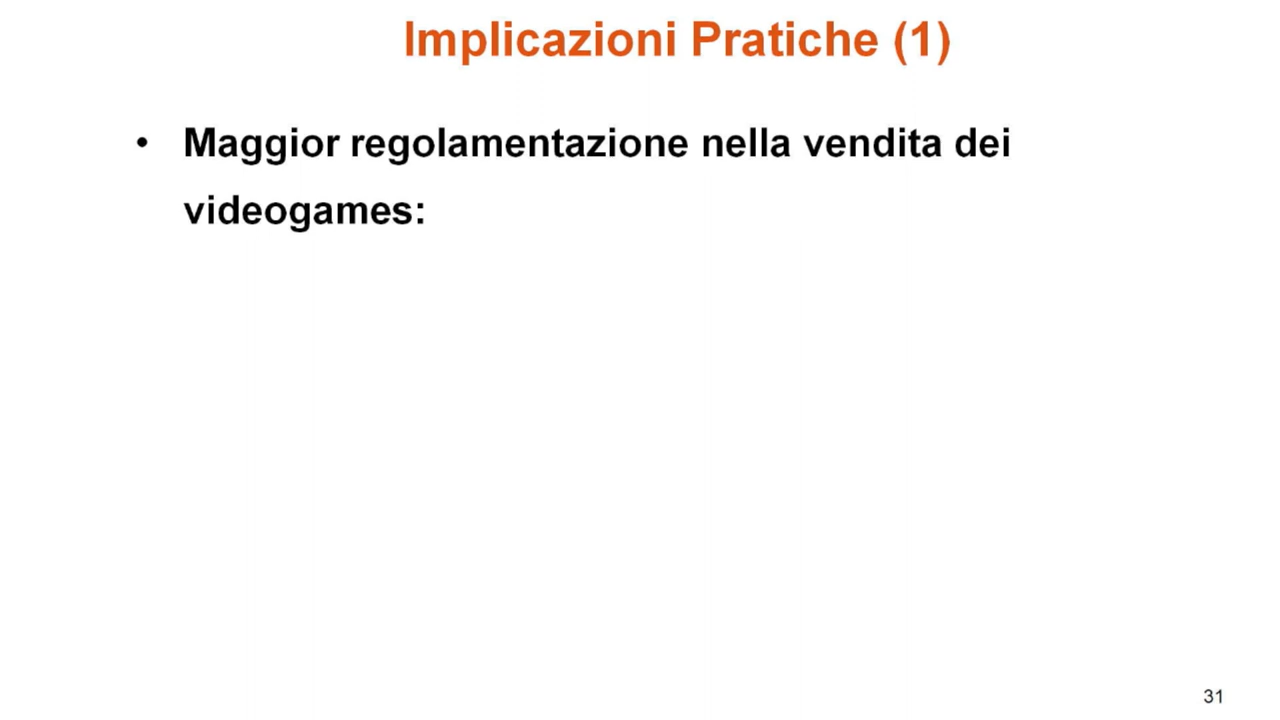 Implicazioni Pratiche (1)
• Maggior regolamentazione nella vendita dei
videogames:
31